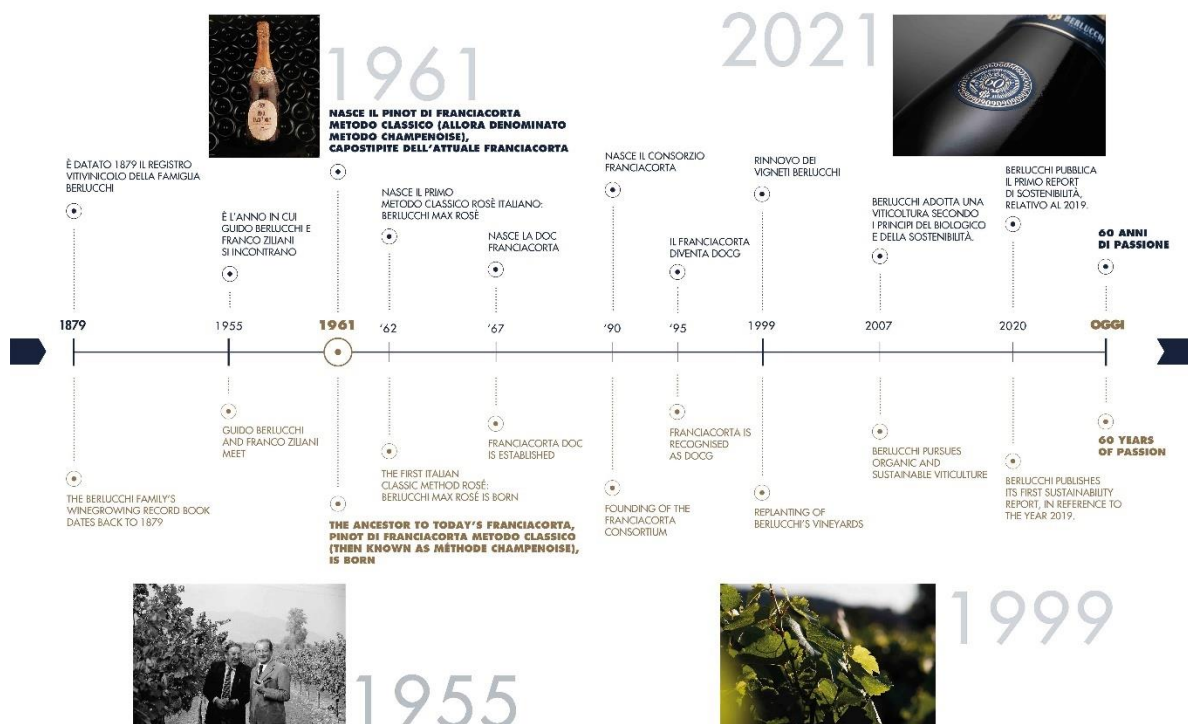 1961
2021
BERLUCCHI
60
NASCE IL PINOT DI FRANCIACORTA
METODO CLASSICO (ALLORA DENOMINATO
METODO CHAMPENOISE),
CAPOSTIPITE DELL'ATTUALE FRANCIACORTA
È DATATO 1879 IL REGISTRO
VITIVINICOLO DELLA FAMIGLIA
BERLUCCHI
È L'ANNO IN CUI
GUIDO BERLUCCHI E
FRANCO ZILIANI
SI INCONTRANO
NASCE IL PRIMO
METODO CLASSICO ROSÈ ITALIANO:
BERLUCCHI MAX ROSÈ
NASCE LA DOC
FRANCIACORTA
NASCE IL CONSORZIO
FRANCIACORTA
IL FRANCIACORTA
DIVENTA DOCG
RINNOVO DEI
VIGNETI BERLUCCHI
BERLUCCHI ADOTTA UNA
VITICOLTURA SECONDO
I PRINCIPI DEL BIOLOGICO
E DELLA SOSTENIBILITÀ.
BERLUCCHI PUBBLICA
IL PRIMO REPORT
DI SOSTENIBILITÀ,
RELATIVO AL 2019.
60 ANNI
DI PASSIONE
1879
1955
1961
'62
'67
'90
'95
1999
2007
2020
OGGI
THE BERLUCCHI FAMILY'S
WINEGROWING RECORD BOOK
DATES BACK TO 1879
GUIDO BERLUCCHI
AND FRANCO ZILIANI
MEET
THE ANCESTOR TO TODAY'S FRANCIACORTA,
PINOT DI FRANCIACORTA METODO CLASSICO
(THEN KNOWN AS MÉTHODE CHAMPENOISE),
IS BORN
THE FIRST ITALIAN
CLASSIC METHOD ROSÉ:
BERLUCCHI MAX ROSÉ IS BORN
FRANCIACORTA DOC
IS ESTABLISHED
FOUNDING OF THE
FRANCIACORTA
CONSORTIUM
FRANCIACORTA IS
RECOGNISED
AS DOCG
REPLANTING OF
BERLUCCHI'S VINEYARDS
BERLUCCHI PURSUES
ORGANIC AND
SUSTAINABLE VITICULTURE
BERLUCCHI PUBLISHES
ITS FIRST SUSTAINABILITY
REPORT, IN REFERENCE TO
THE YEAR 2019.
60 YEARS
OF PASSION
1955
1999